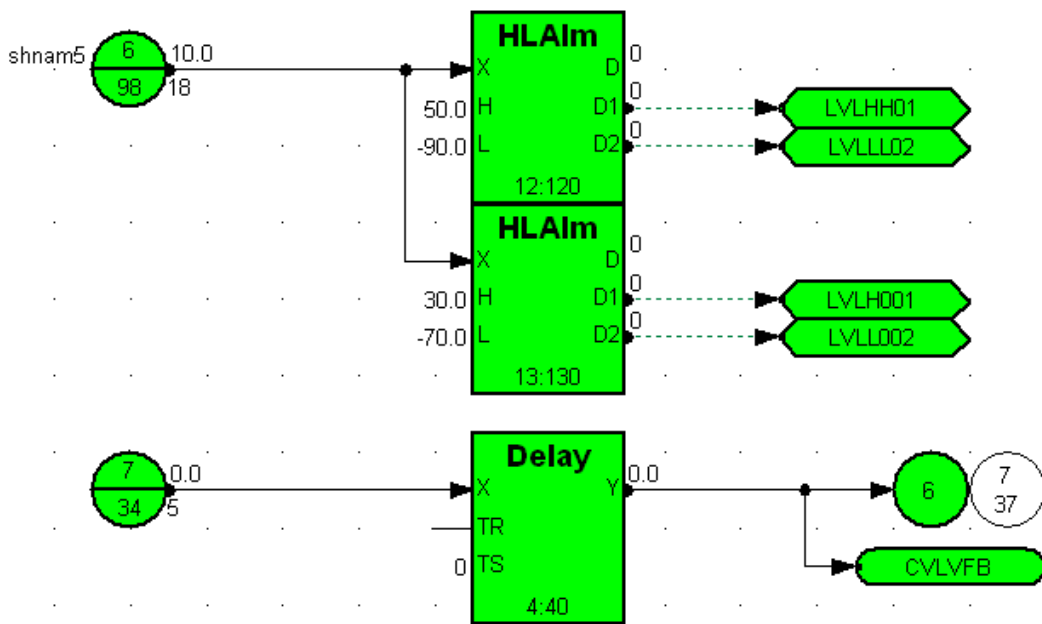 shnam5
6
98
10.0
18
HLAlm
X
D
0
50.0
H
D1
0
LVLHH01
-90.0
L
D2
0
LVLLL02
12:120
HLAlm
X
D
0
30.0
H
D1
0
LVLH001
-70.0
L
D2
0
LVLL002
13:130
7
34
0.0
5
Delay
X
Y
0.0
6
7
37
TR
0
TS
CVLVFB
4:40